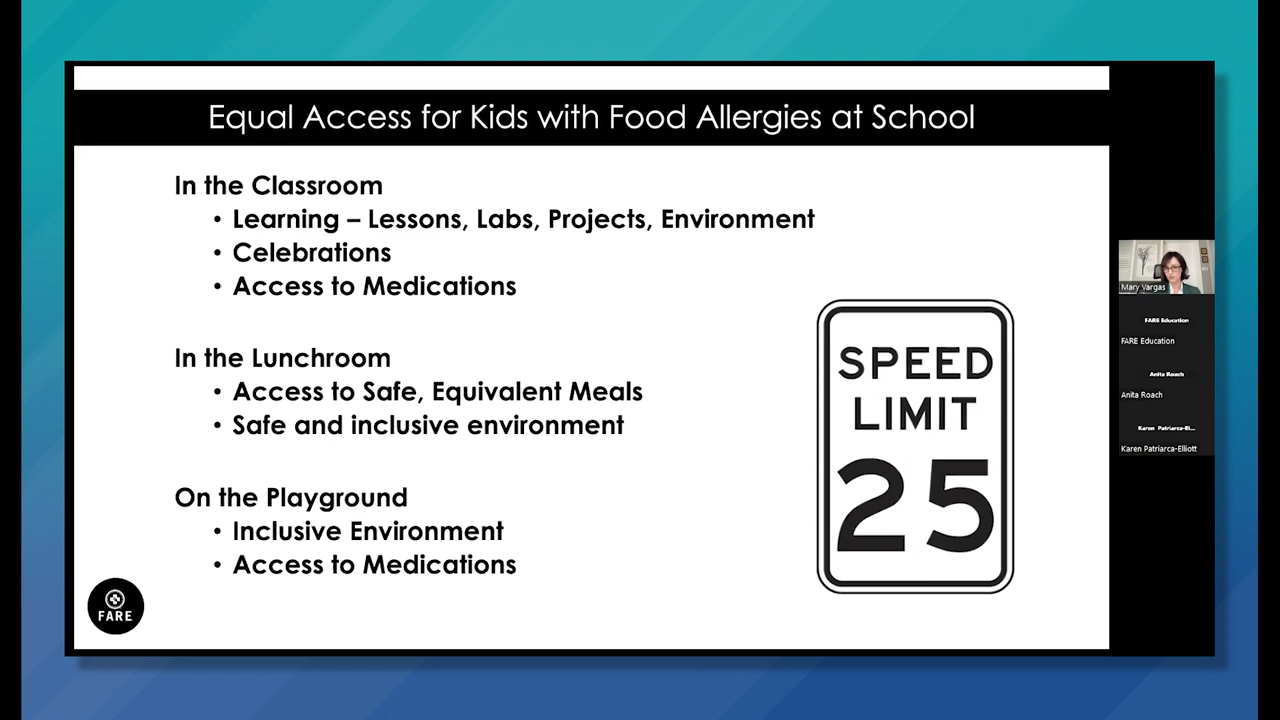 Equal Access for Kids with Food Allergies at School
In the Classroom
• Learning – Lessons, Labs, Projects, Environment
• Celebrations
• Access to Medications
In the Lunchroom
• Access to Safe, Equivalent Meals
• Safe and inclusive environment
On the Playground
• Inclusive Environment
• Access to Medications
SPEED
LIMIT
25
FARE
Mary Vargas
FARE Education
FARE Education
Anita Roach
Anita Roach
Karen Patriarca-El...
Karen Patriarca-Elliott